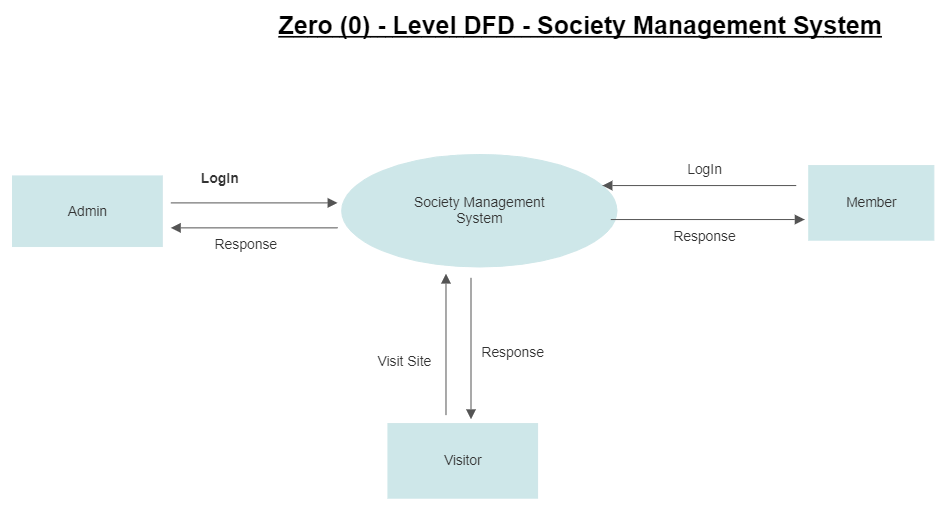 Zero (0) - Level DFD - Society Management System
LogIn
Admin
Response
Society Management
System
LogIn
Member
Response
Visit Site
Response
Visitor